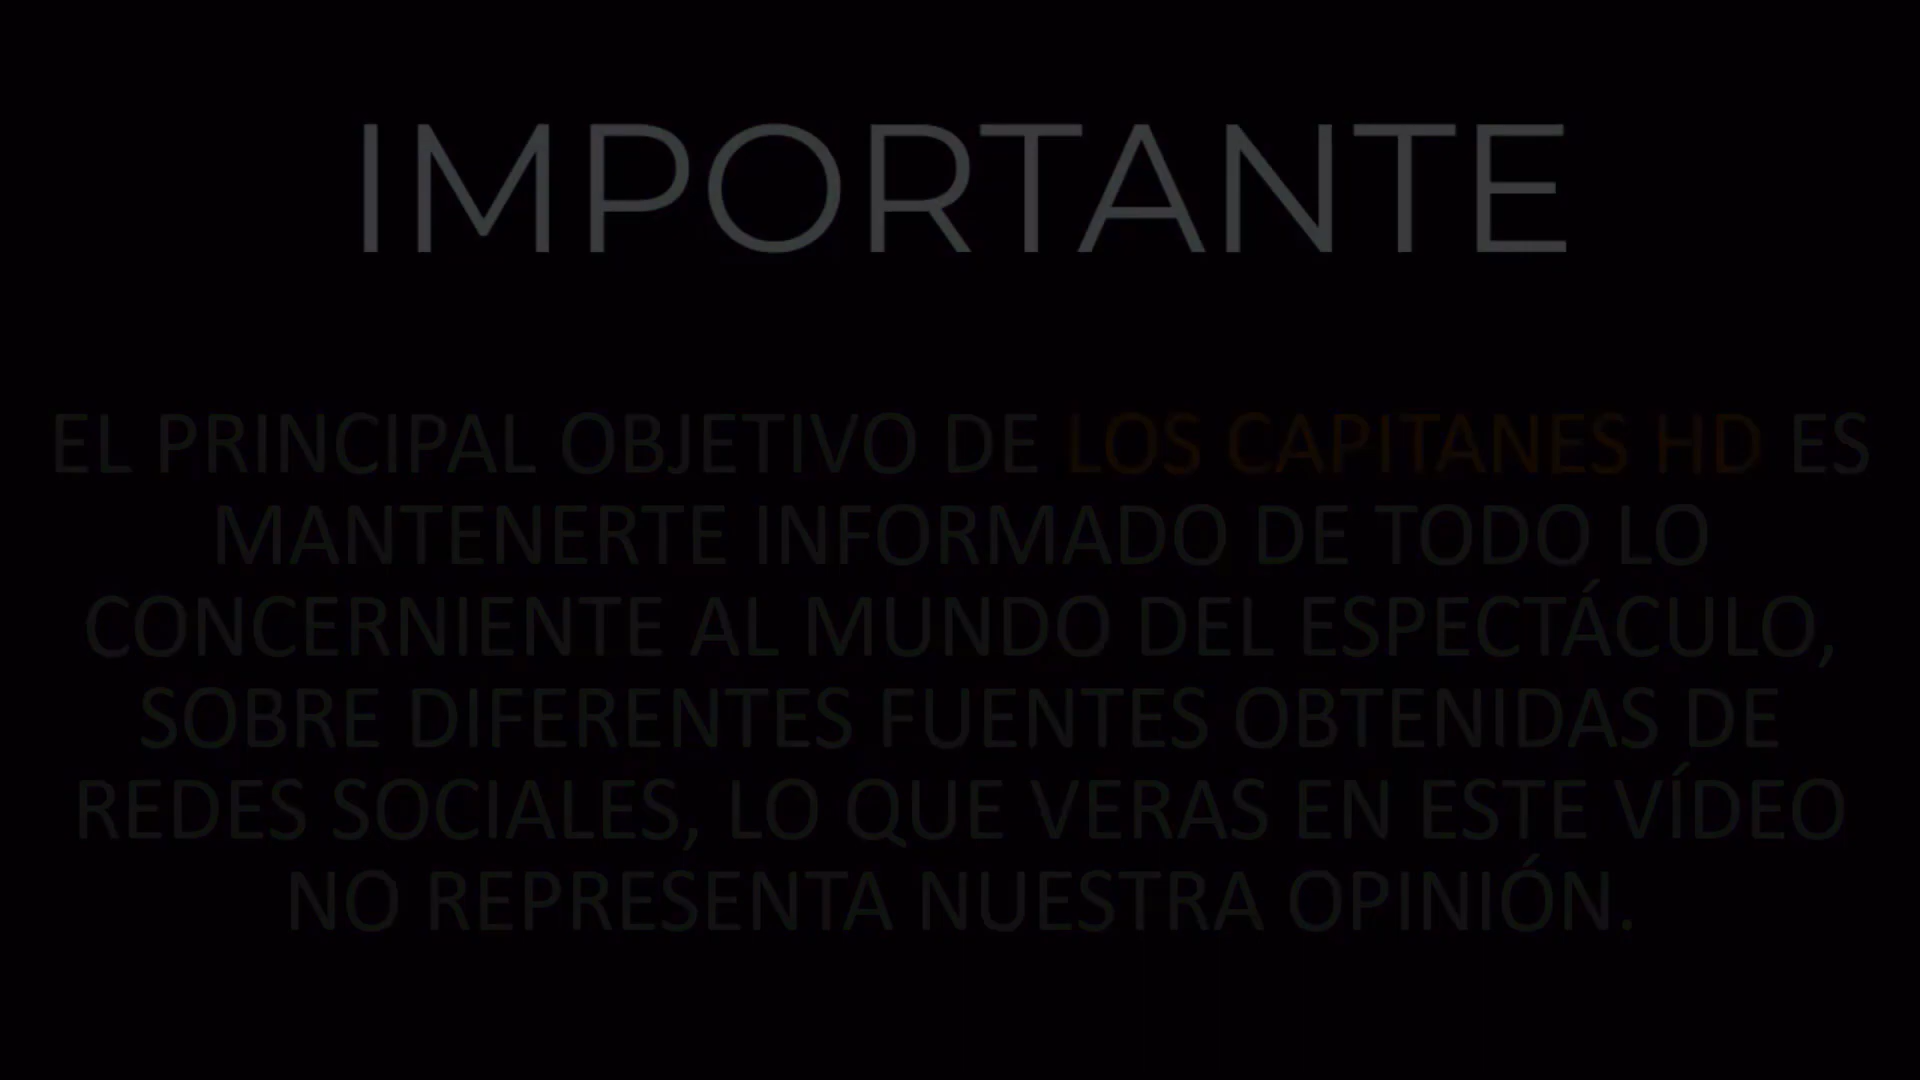 IMPORTANTE
EL PRINCIPAL OBJETIVO DE LOS CAPITANES HD ES
MANTENERTE INFORMADO DE TODO LO
CONCERNIENTE AL MUNDO DEL ESPECTÁCULO,
SOBRE DIFERENTES FUENTES OBTENIDAS DE
REDES SOCIALES, LO QUE VERAS EN ESTE VÍDEO
NO REPRESENTA NUESTRA OPINIÓN.